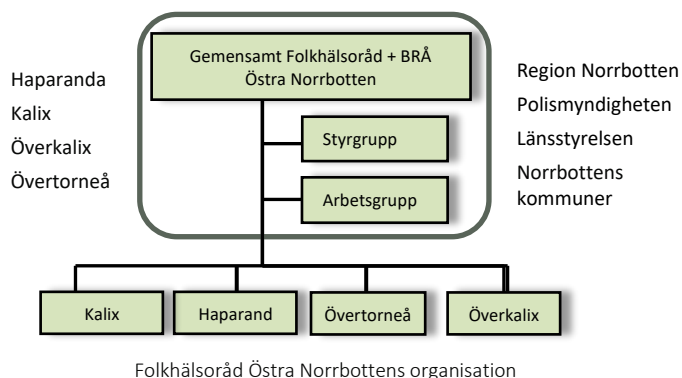 Gemensamt Folkhälsoråd + BRÅ
Östra Norrbotten
Haparanda
Kalix
Överkalix
Övertorneå
Styrgrupp
Arbetsgrupp
Region Norrbotten
Polismyndigheten
Länsstyrelsen
Norrbottens
kommuner
Kalix
Haparand
Övertorneå
Överkalix
Folkhälsoråd Östra Norrbottens organisation